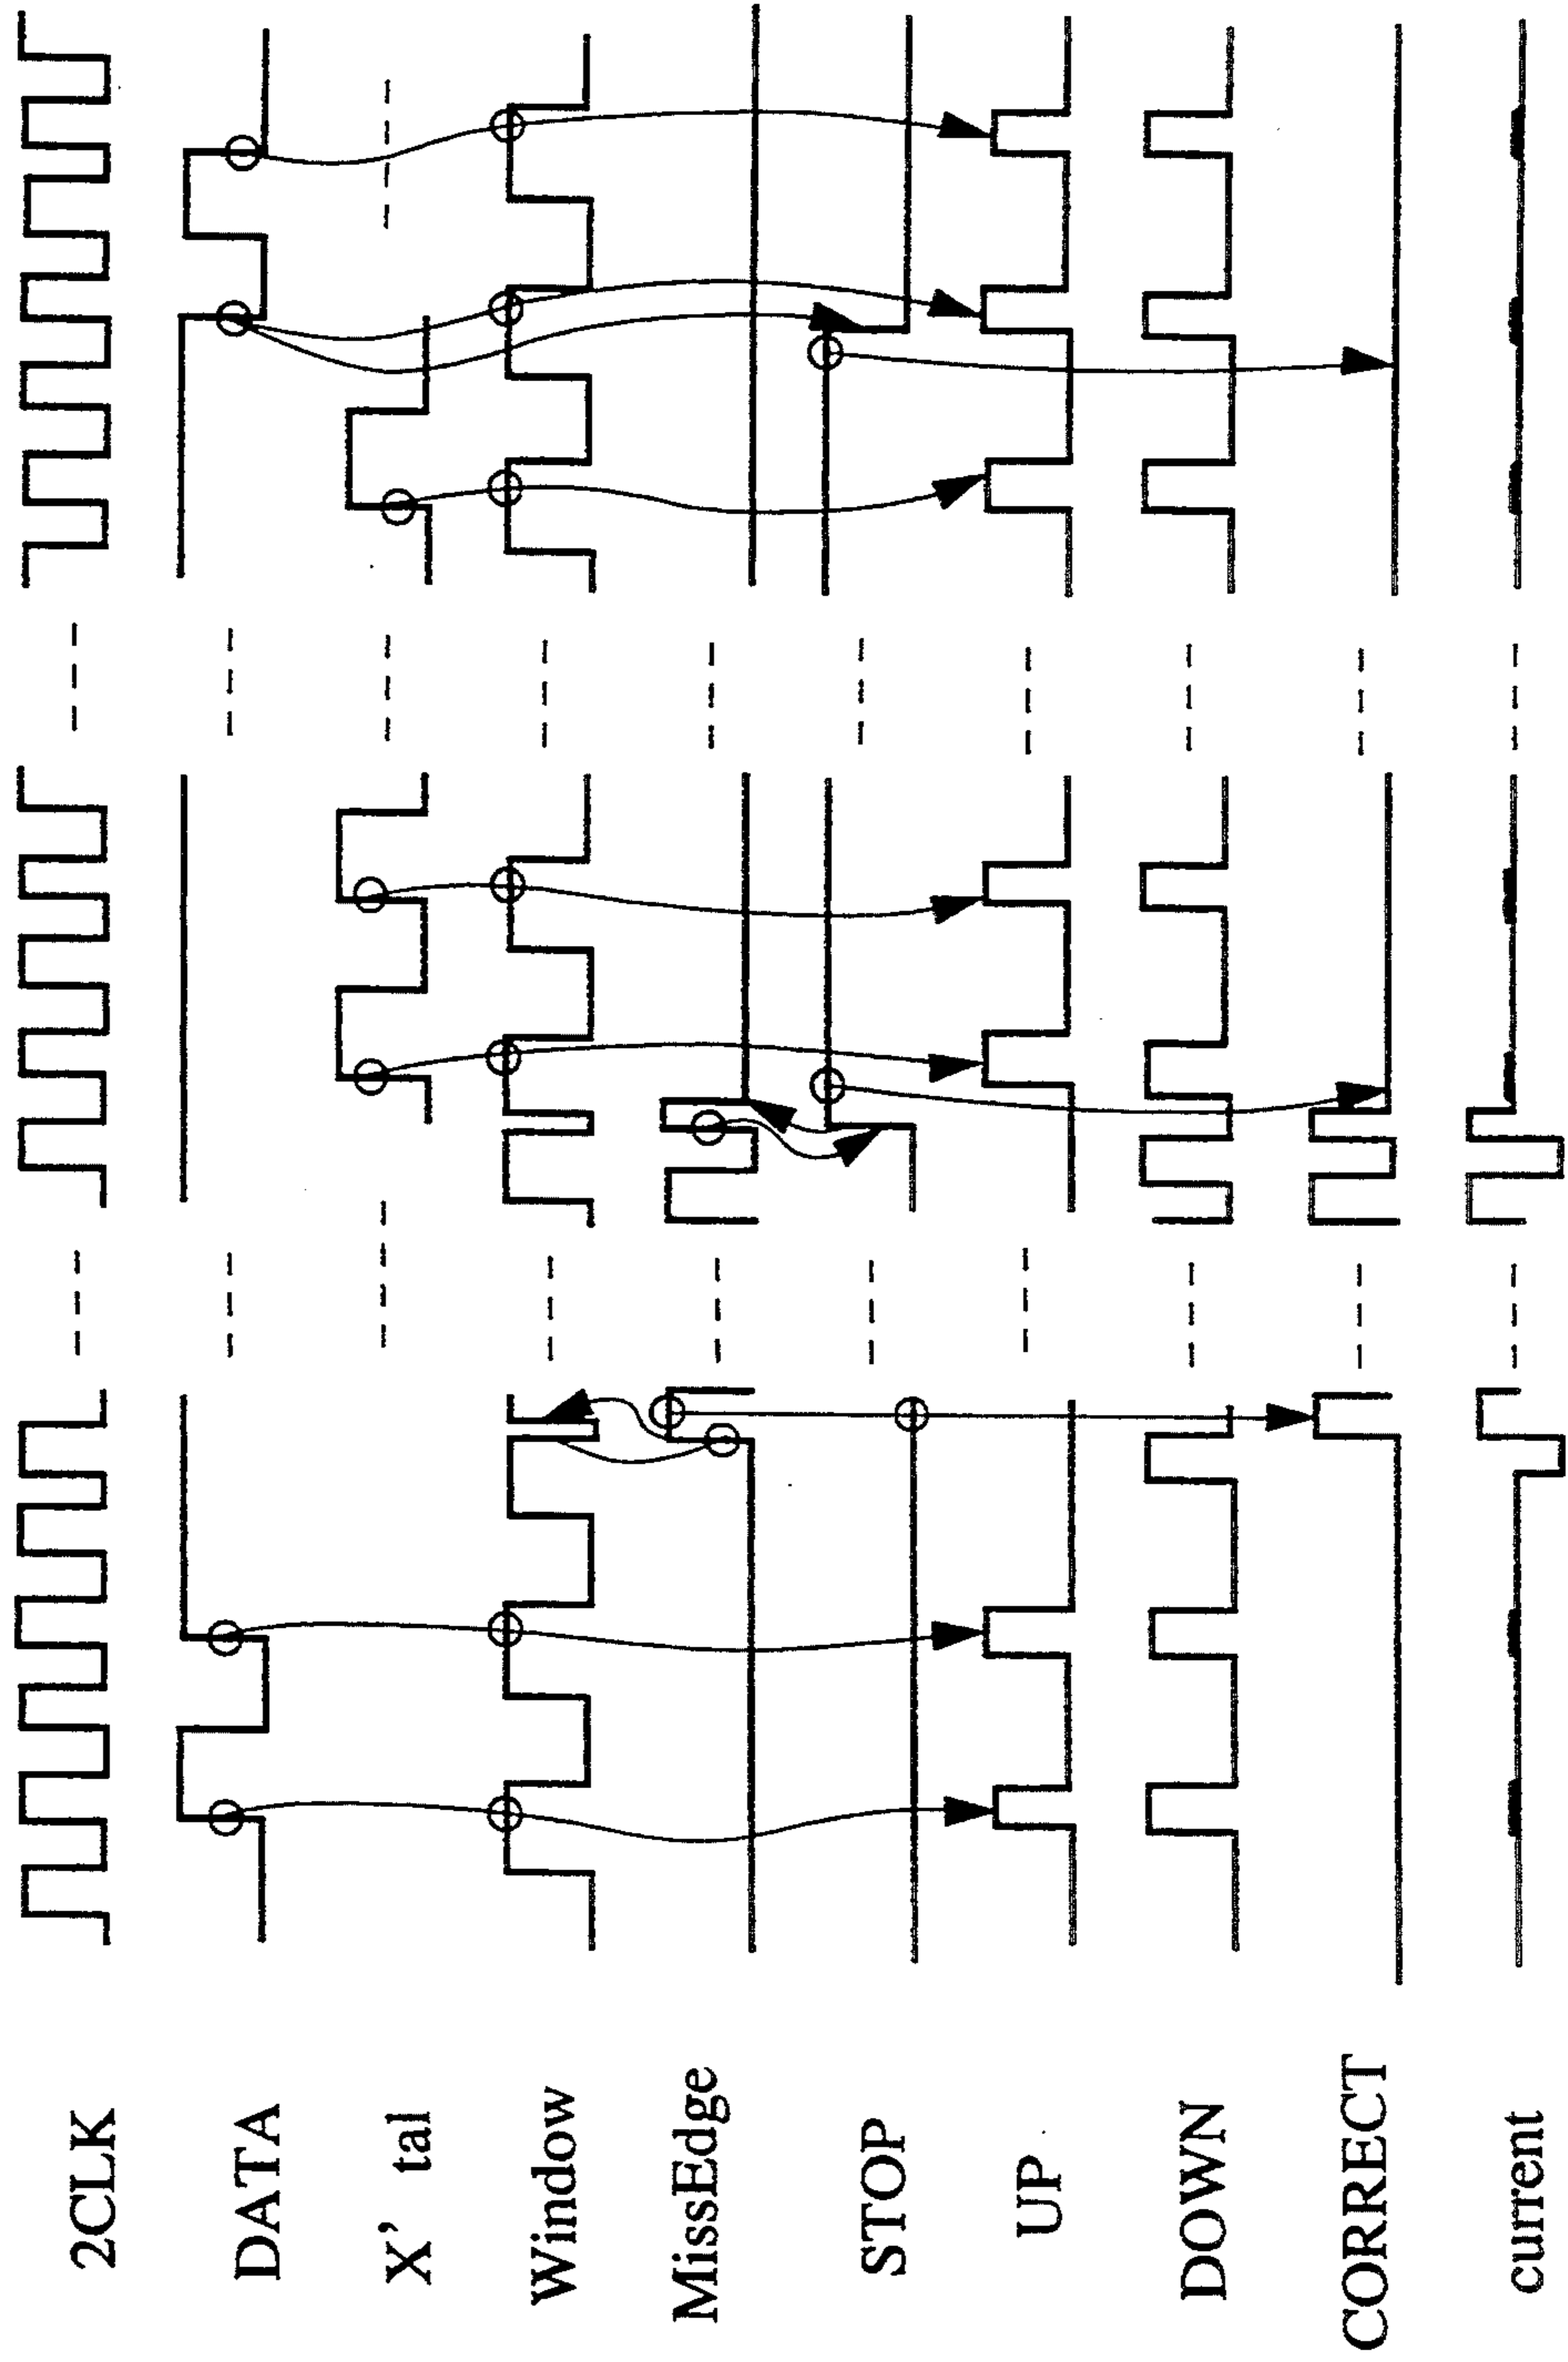 2CLK
DATA
X' tal
Window
MissEdge
STOP
UP
DOWN
CORRECT
current